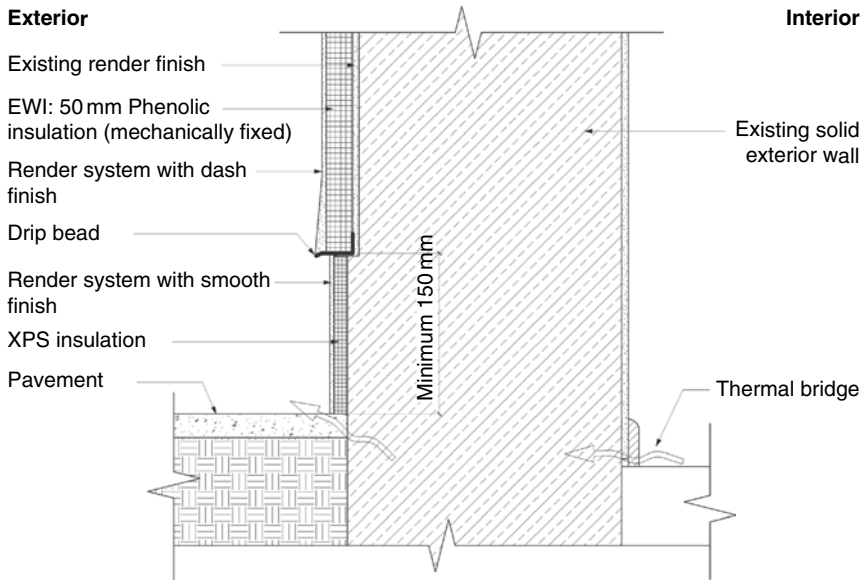 Exterior
Interior
Existing render finish
EWI: 50 mm Phenolic
insulation (mechanically fixed)
Render system with dash
finish
Drip bead
Render system with smooth
finish
XPS insulation
Pavement
Minimum 150 mm
Existing solid
exterior wall
Thermal bridge